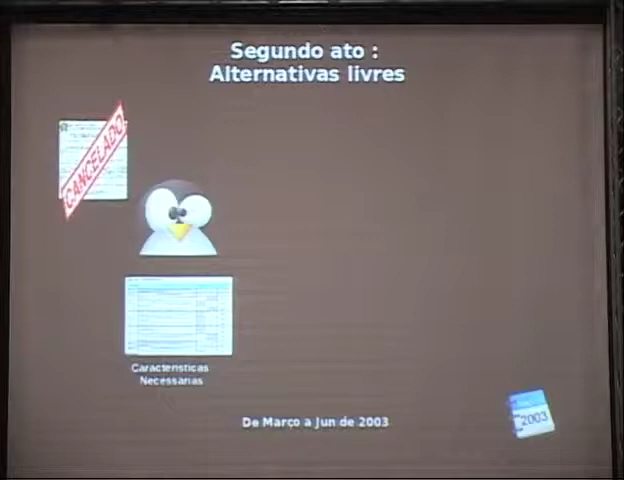 Segundo ato :
Alternativas livres
CANCELADO
Caracteristicas
Necessarias
De Março a Jun de 2003
2003